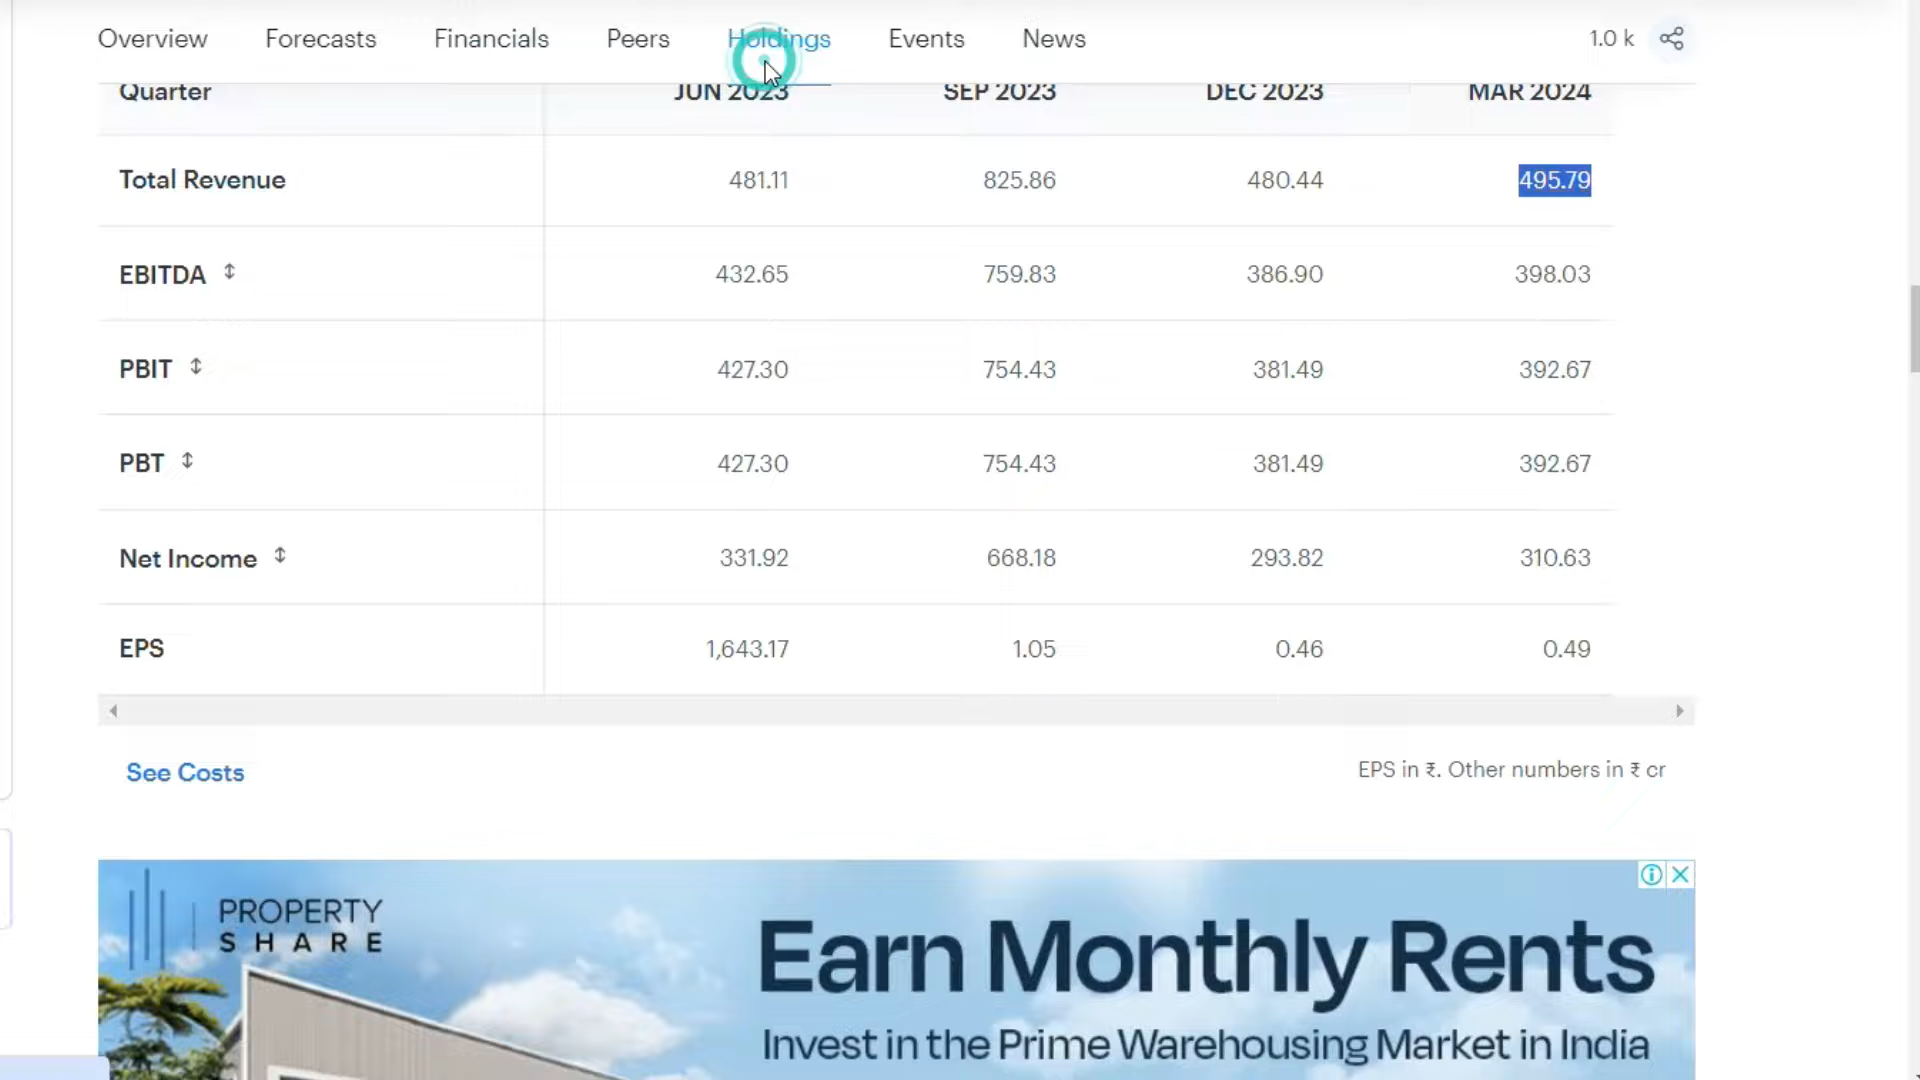 Overview Forecasts Financials Peers Holdings Events News 1.0 k
Quarter JUN 2023 SEP 2023 DEC 2023 MAR 2024
Total Revenue 481.11 825.86 480.44 495.79
EBITDA 432.65 759.83 386.90 398.03
PBIT 427.30 754.43 381.49 392.67
PBT 427.30 754.43 381.49 392.67
Net Income 331.92 668.18 293.82 310.63
EPS 1,643.17 1.05 0.46 0.49
See Costs EPS in ₹. Other numbers in ₹ cr
PROPERTY
SHARE
Earn Monthly Rents
Invest in the Prime Warehousing Market in India